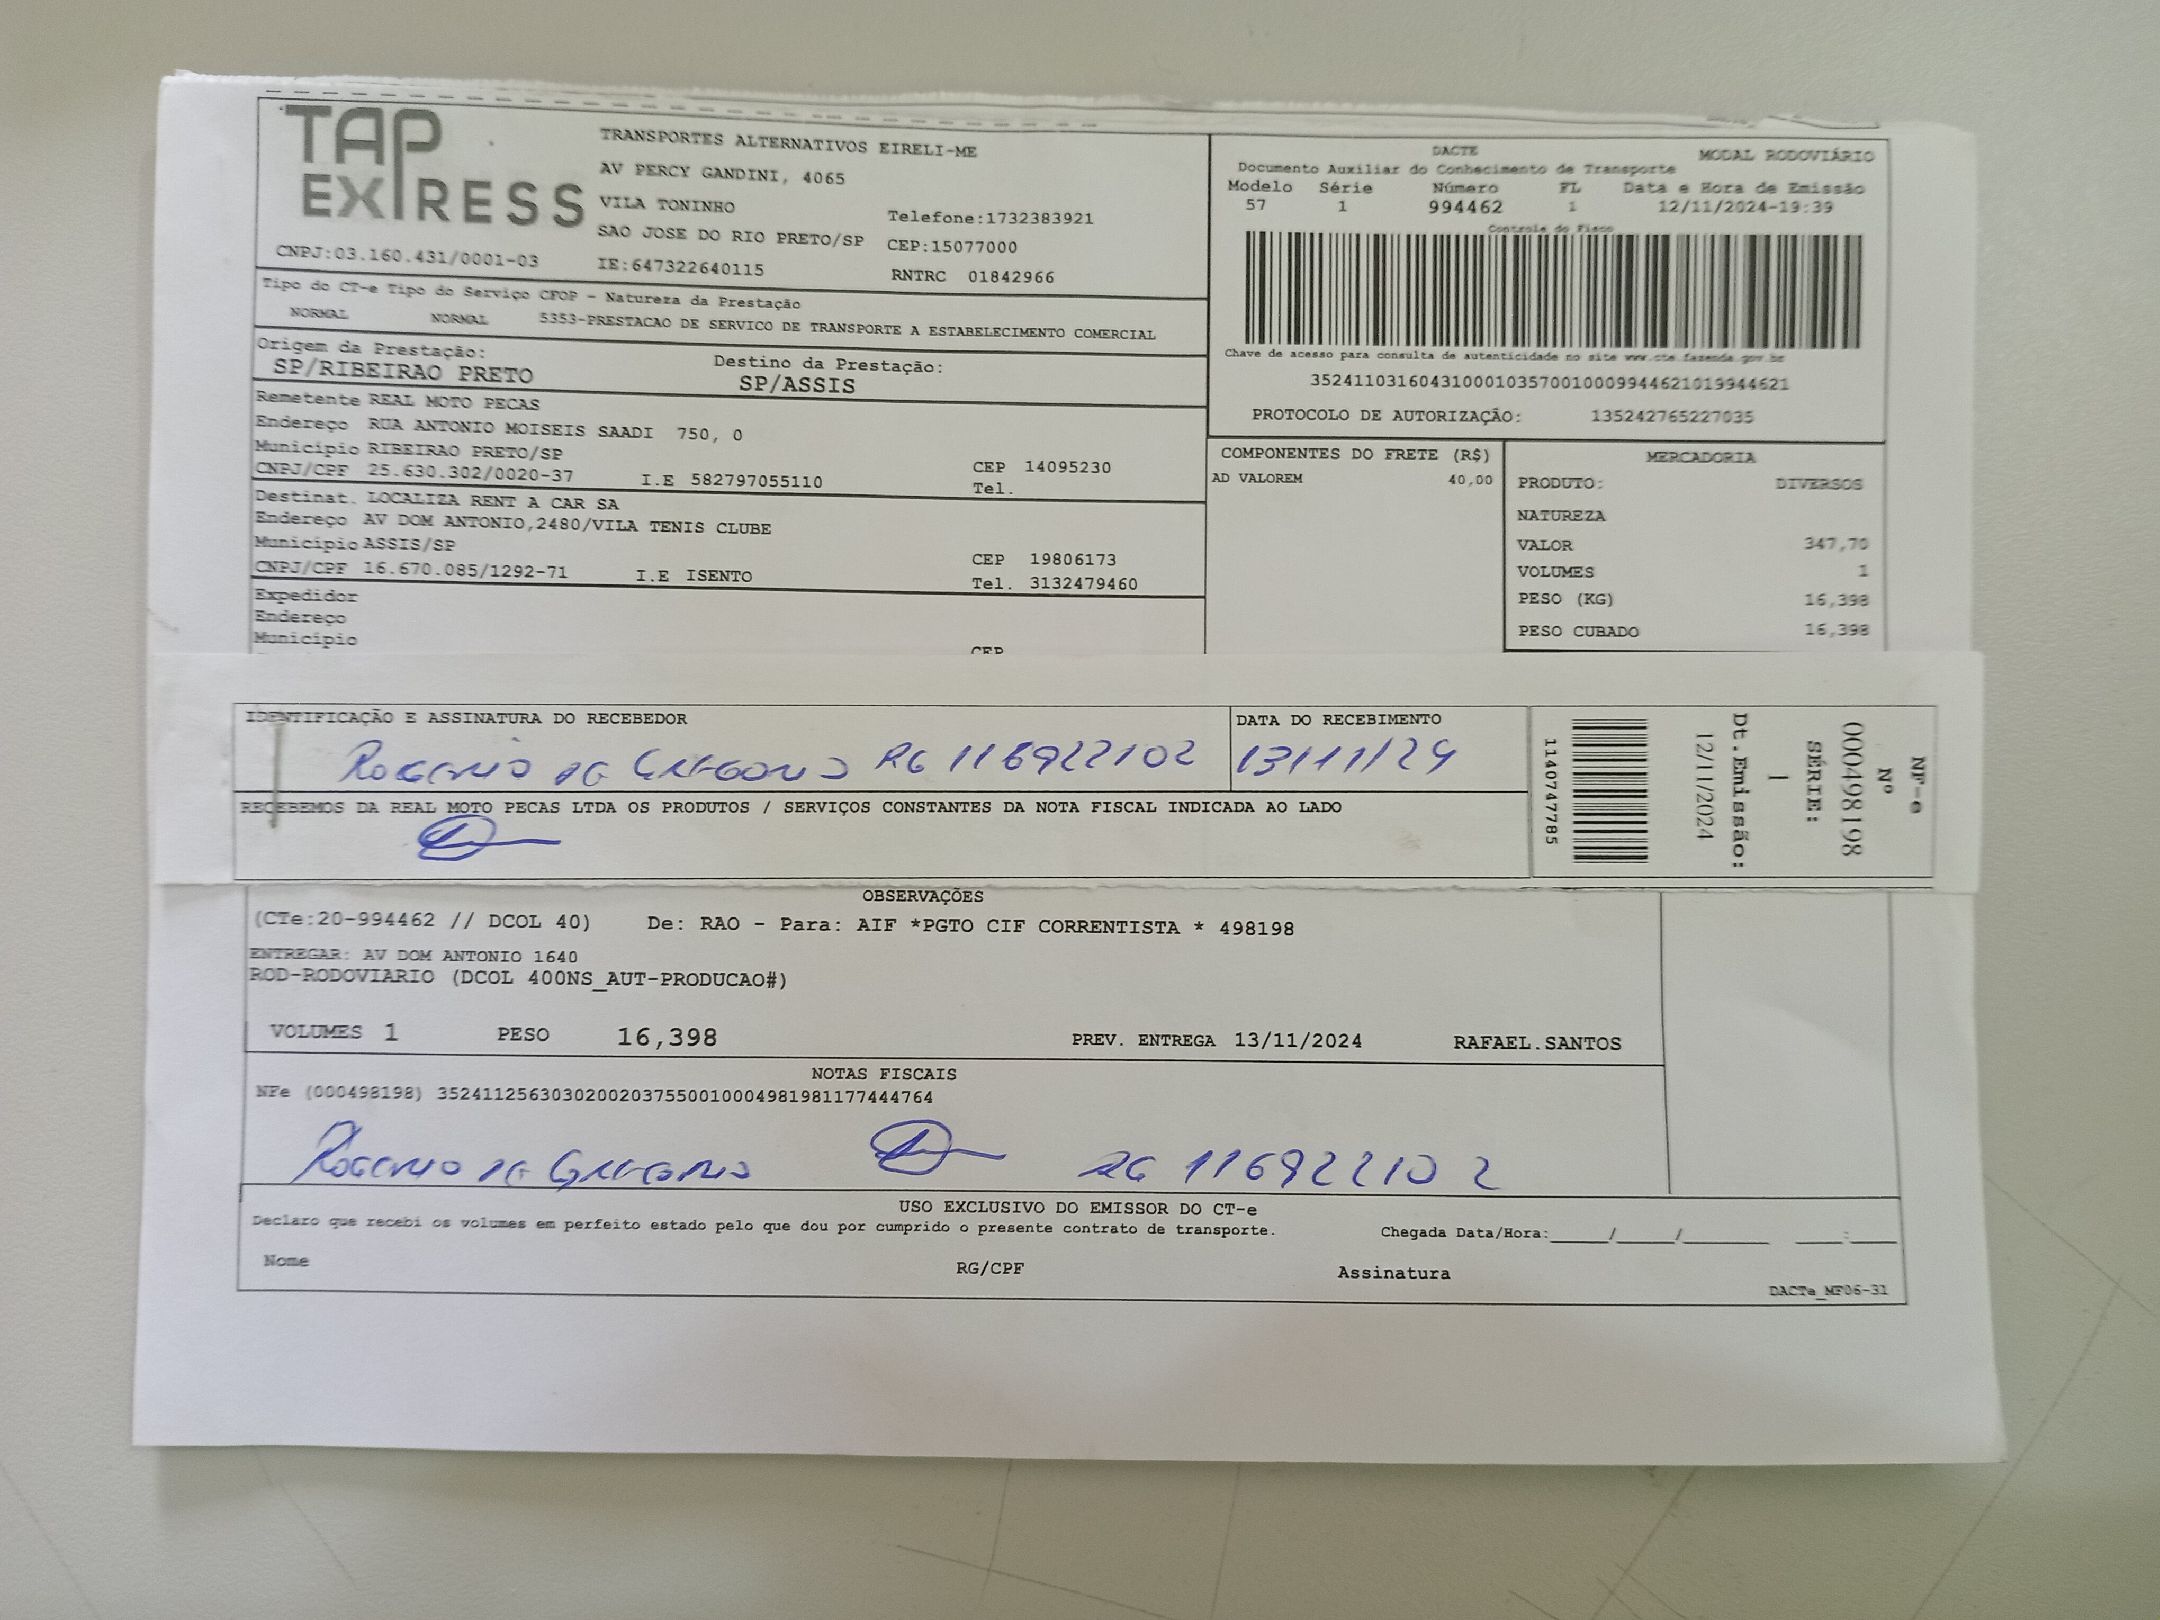 TAP EXPRESS
TRANSPORTES ALTERNATIVOS EIRELI-ME
AV PERCY GANDINI, 4065
VILA TONINHO
Telefone:1732383921
SAO JOSE DO RIO PRETO/SP CEP:15077000
CNPJ:03.160.431/0001-03 IE:647322640115 RNTRC 01842966
DACTE MODAL RODOVIÁRIO
Documento Auxiliar do Conhecimento de Transporte
Modelo Série Número FL Data e Hora de Emissão
57 1 994462 1 12/11/2024-19:39
Controle do Fisco
Chave de acesso para consulta de autenticidade no site www.cte.fazenda.gov.br
35241103160431000103570010009944621019944621
PROTOCOLO DE AUTORIZAÇÃO: 135242765227035
Tipo do CT-e Tipo do Serviço CFOP - Natureza da Prestação
NORMAL NORMAL 5353-PRESTACAO DE SERVICO DE TRANSPORTE A ESTABELECIMENTO COMERCIAL
Origem da Prestação: Destino da Prestação:
SP/RIBEIRAO PRETO SP/ASSIS
Remetente REAL MOTO PECAS
Endereço RUA ANTONIO MOISEIS SAADI 750, 0
Município RIBEIRAO PRETO/SP CEP 14095230
CNPJ/CPF 25.630.302/0020-37 I.E 582797055110 Tel.
Destinat. LOCALIZA RENT A CAR SA
Endereço AV DOM ANTONIO,2480/VILA TENIS CLUBE
Município ASSIS/SP CEP 19806173
CNPJ/CPF 16.670.085/1292-71 I.E ISENTO Tel. 3132479460
Expedidor
Endereço
Município
CEP
COMPONENTES DO FRETE (R$)
AD VALOREM 40,00
MERCADORIA
PRODUTO: DIVERSOS
NATUREZA
VALOR 347,70
VOLUMES 1
PESO (KG) 16,398
PESO CUBADO 16,398
IDENTIFICAÇÃO E ASSINATURA DO RECEBEDOR DATA DO RECEBIMENTO
RG 116922102 13/11/24
RECEBEMOS DA REAL MOTO PECAS LTDA OS PRODUTOS / SERVIÇOS CONSTANTES DA NOTA FISCAL INDICADA AO LADO
NF-e
Nº
000498198
SÉRIE:
1
Dt.Emissão:
12/11/2024
1140747785
OBSERVAÇÕES
(CTe:20-994462 // DCOL 40) De: RAO - Para: AIF *PGTO CIF CORRENTISTA * 498198
ENTREGAR: AV DOM ANTONIO 1640
ROD-RODOVIARIO (DCOL 400NS_AUT-PRODUCAO#)
VOLUMES 1 PESO 16,398 PREV. ENTREGA 13/11/2024 RAFAEL.SANTOS
NOTAS FISCAIS
NFe (000498198) 35241125630302002037550010004981981177444764
RG 116922102
USO EXCLUSIVO DO EMISSOR DO CT-e
Declaro que recebi os volumes em perfeito estado pelo que dou por cumprido o presente contrato de transporte. Chegada Data/Hora:____/____/______ ___:___
Nome RG/CPF Assinatura
DACTe_MF06-31